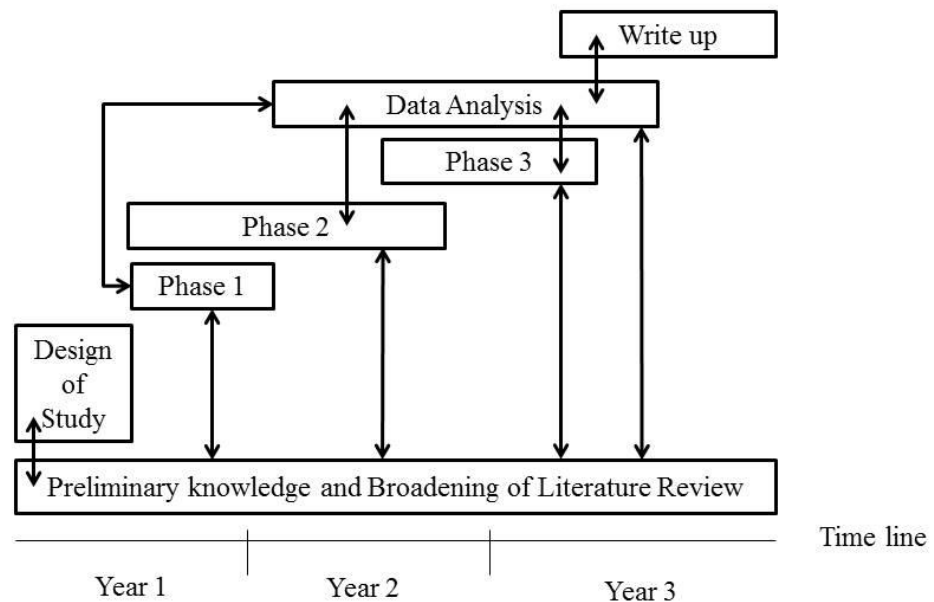 Write up
Data Analysis
Phase 3
Phase 2
Phase 1
Design
of
Study
Preliminary knowledge and Broadening of Literature Review
Time line
Year 1
Year 2
Year 3